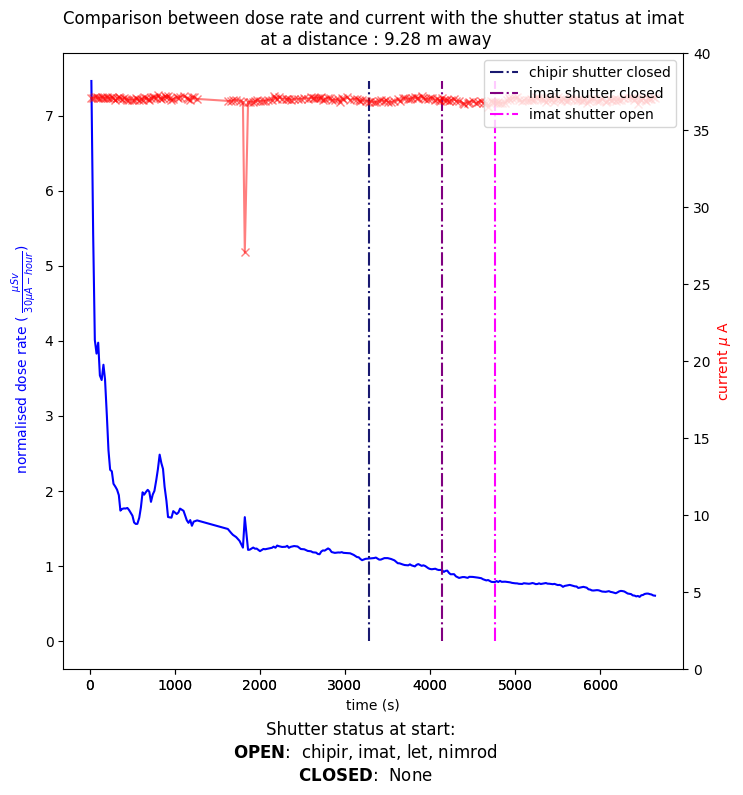 Comparison between dose rate and current with the shutter status at imat
at a distance : 9.28 m away
chipir shutter closed
imat shutter closed
imat shutter open
normalised dose rate ( μSv / 30μA − hour )
7
6
5
4
3
2
1
0
40
35
30
25
20
15
10
5
0
current μ A
0 1000 2000 3000 4000 5000 6000
time (s)
Shutter status at start:
OPEN: chipir, imat, let, nimrod
CLOSED: None